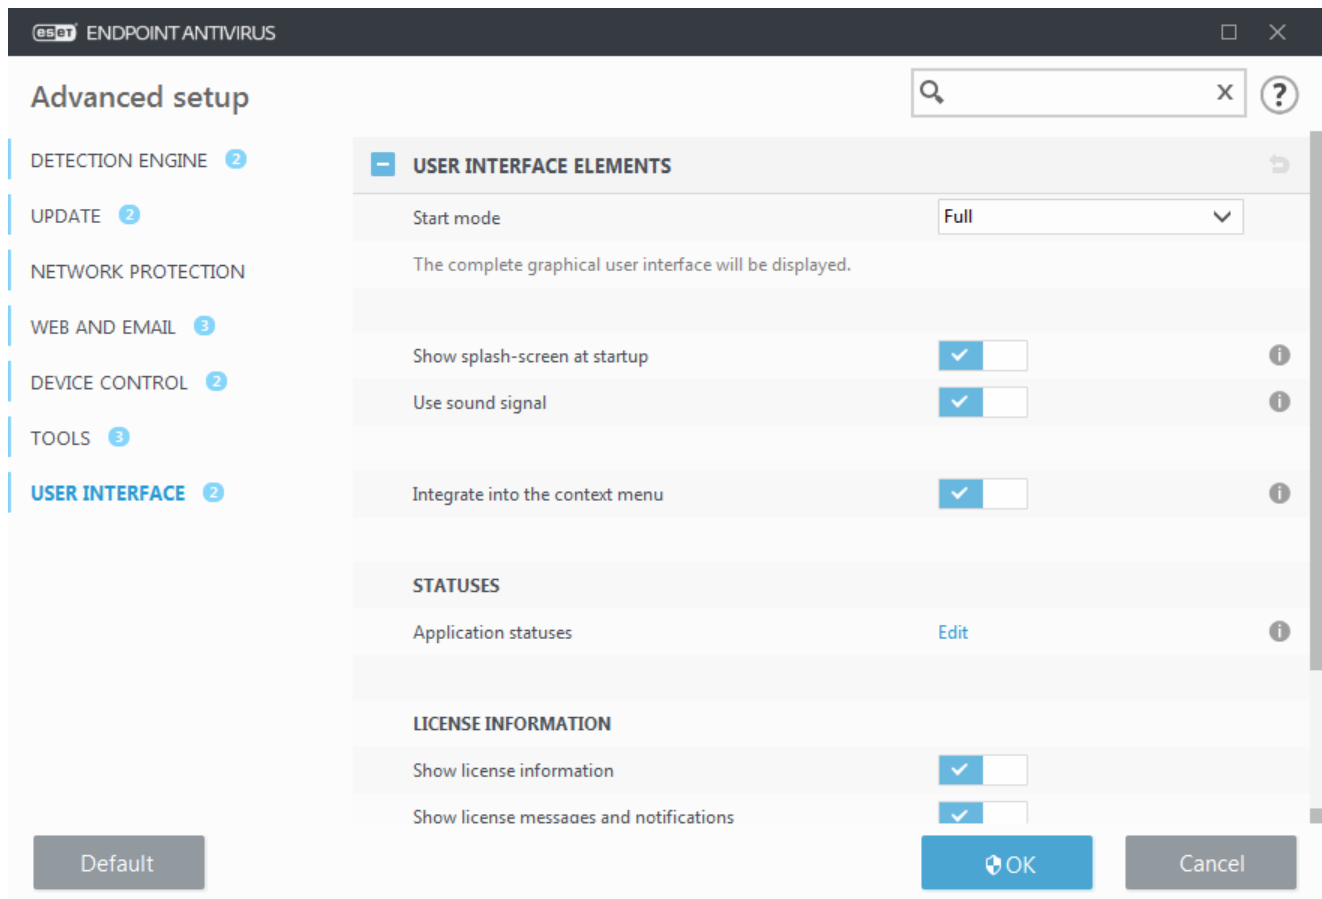 eset ENDPOINT ANTIVIRUS
Advanced setup
x
?
DETECTION ENGINE 2
UPDATE 2
NETWORK PROTECTION
WEB AND EMAIL 3
DEVICE CONTROL 2
TOOLS 3
USER INTERFACE 2
USER INTERFACE ELEMENTS
Start mode Full
The complete graphical user interface will be displayed.
Show splash-screen at startup
Use sound signal
Integrate into the context menu
STATUSES
Application statuses Edit
LICENSE INFORMATION
Show license information
Show license messages and notifications
Default OK Cancel